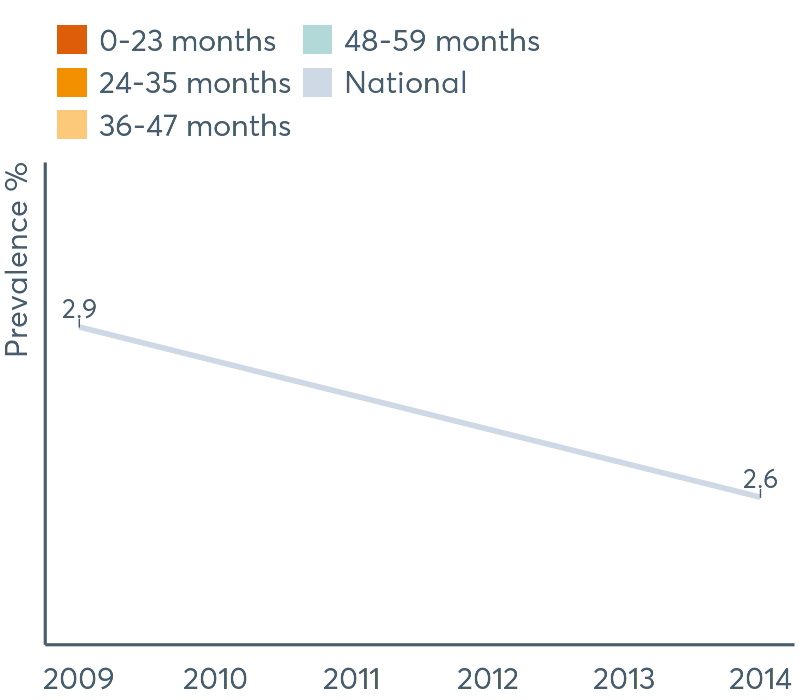 0-23 months
24-35 months
36-47 months
48-59 months
National
Prevalence %
2.9
2.6
2009 2010 2011 2012 2013 2014